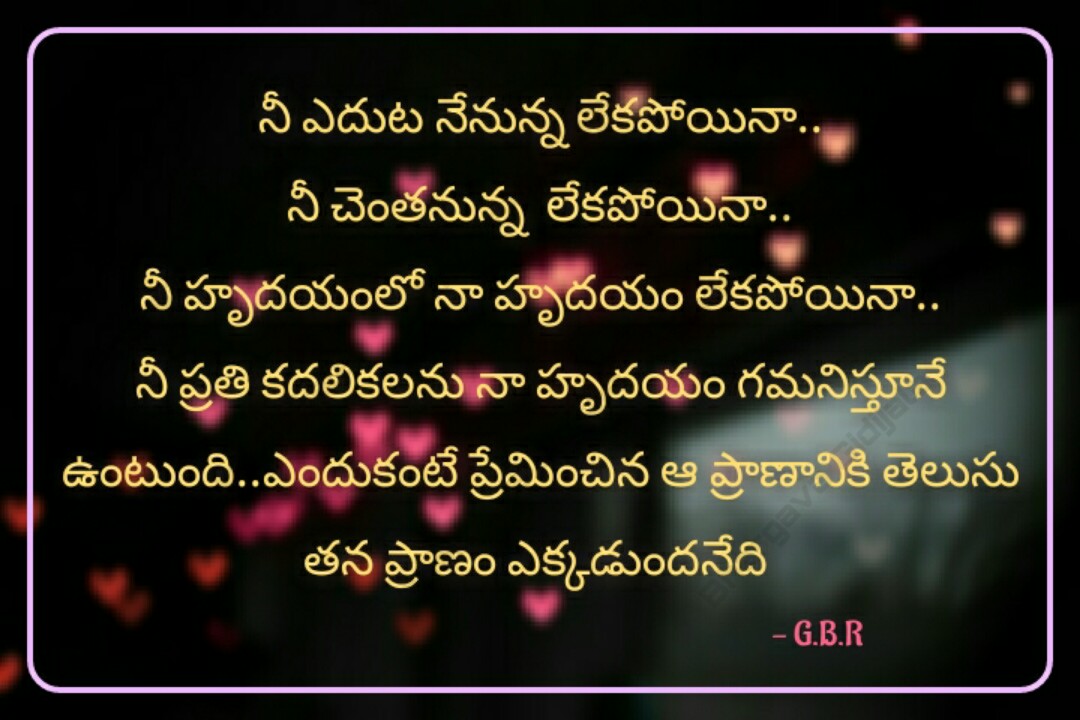 నీ ఎదుట నేనున్న లేకపోయినా..
నీ చెంతనున్న లేకపోయినా..
నీ హృదయంలో నా హృదయం లేకపోయినా..
నీ ప్రతి కదలికలను నా హృదయం గమనిస్తూనే
ఉంటుంది..ఎందుకంటే ప్రేమించిన ఆ ప్రాణానికి తెలుసు
తన ప్రాణం ఎక్కడుందనేది
- G.B.R